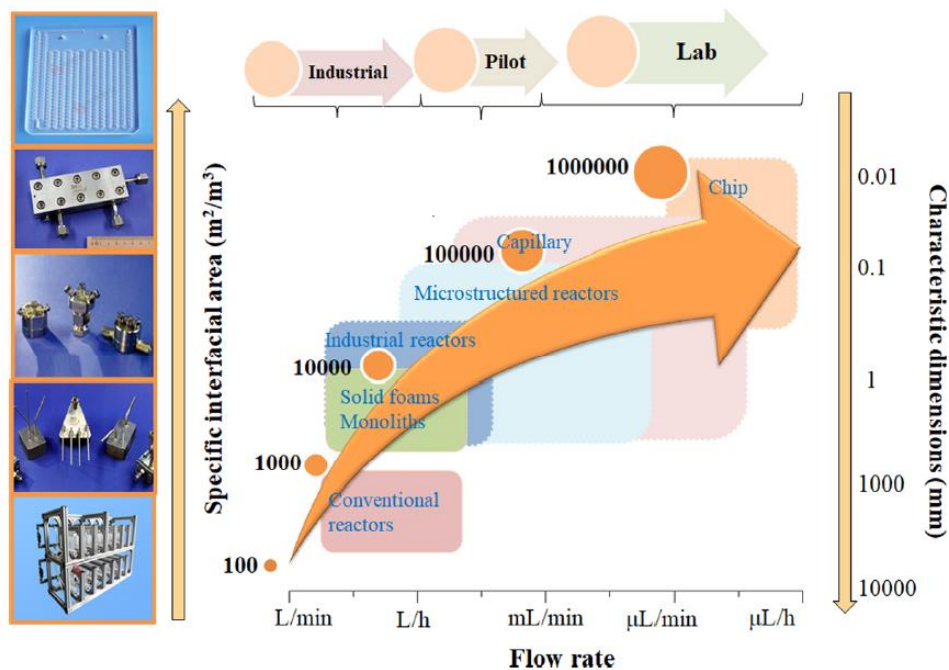 Industrial
Pilot
Lab
Specific interfacial area (m²/m³)
1000000
100000
10000
1000
100
Chip
Capillary
Microstructured reactors
Industrial reactors
Solid foams
Monoliths
Conventional
reactors
0.01
0.1
1
1000
10000
Characteristic dimensions (mm)
L/min
L/h
mL/min
μL/min
μL/h
Flow rate